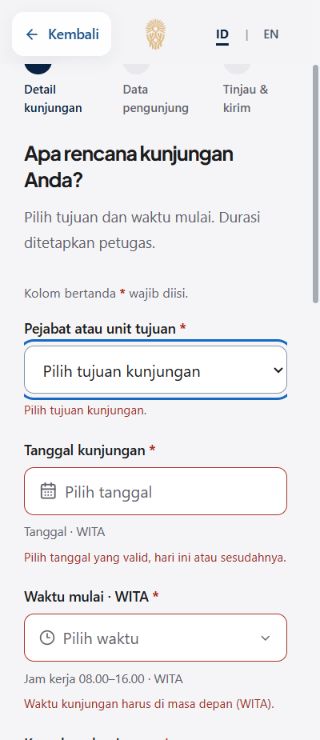 Kembali
ID | EN
Detail
kunjungan
Data
pengunjung
Tinjau &
kirim
Apa rencana kunjungan
Anda?
Pilih tujuan dan waktu mulai. Durasi
ditetapkan petugas.
Kolom bertanda * wajib diisi.
Pejabat atau unit tujuan *
Pilih tujuan kunjungan
Pilih tujuan kunjungan.
Tanggal kunjungan *
Pilih tanggal
Tanggal · WITA
Pilih tanggal yang valid, hari ini atau sesudahnya.
Waktu mulai · WITA *
Pilih waktu
Jam kerja 08.00–16.00 · WITA
Waktu kunjungan harus di masa depan (WITA).